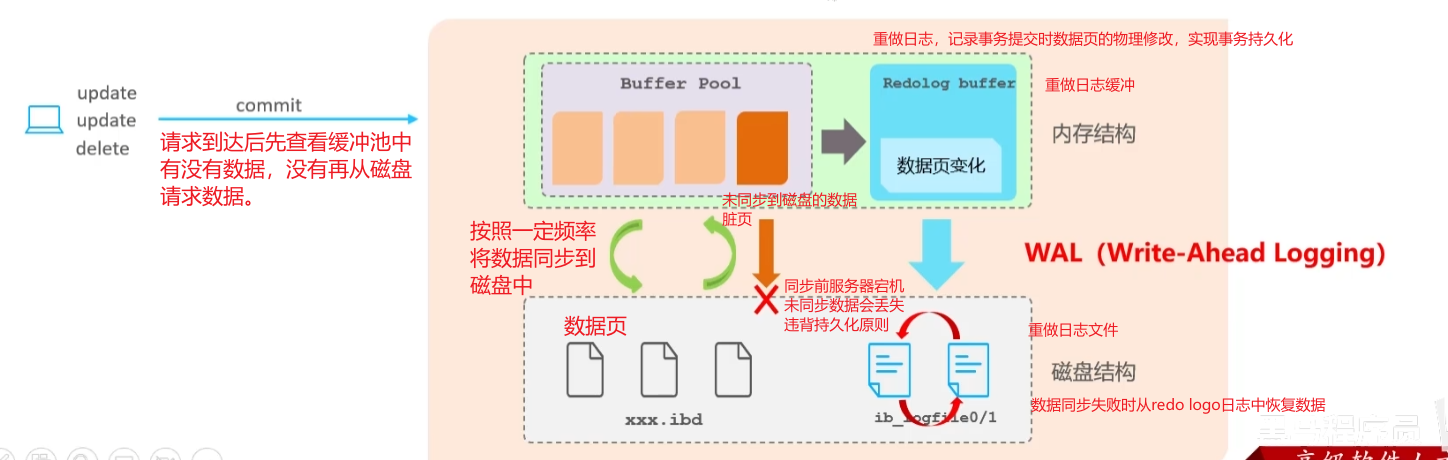 重做日志，记录事务提交时数据页的物理修改，实现事务持久化
update
update
delete
commit
请求到达后先查看缓冲池中
有没有数据，没有再从磁盘
请求数据。
Buffer Pool
Redolog buffer
重做日志缓冲
内存结构
数据页变化
未同步到磁盘的数据
脏页
按照一定频率
将数据同步到
磁盘中
WAL（Write-Ahead Logging）
同步前服务器宕机
未同步数据会丢失
违背持久化原则
数据页
重做日志文件
磁盘结构
xxx.ibd
ib_logfile0/1
数据同步失败时从redo logo日志中恢复数据